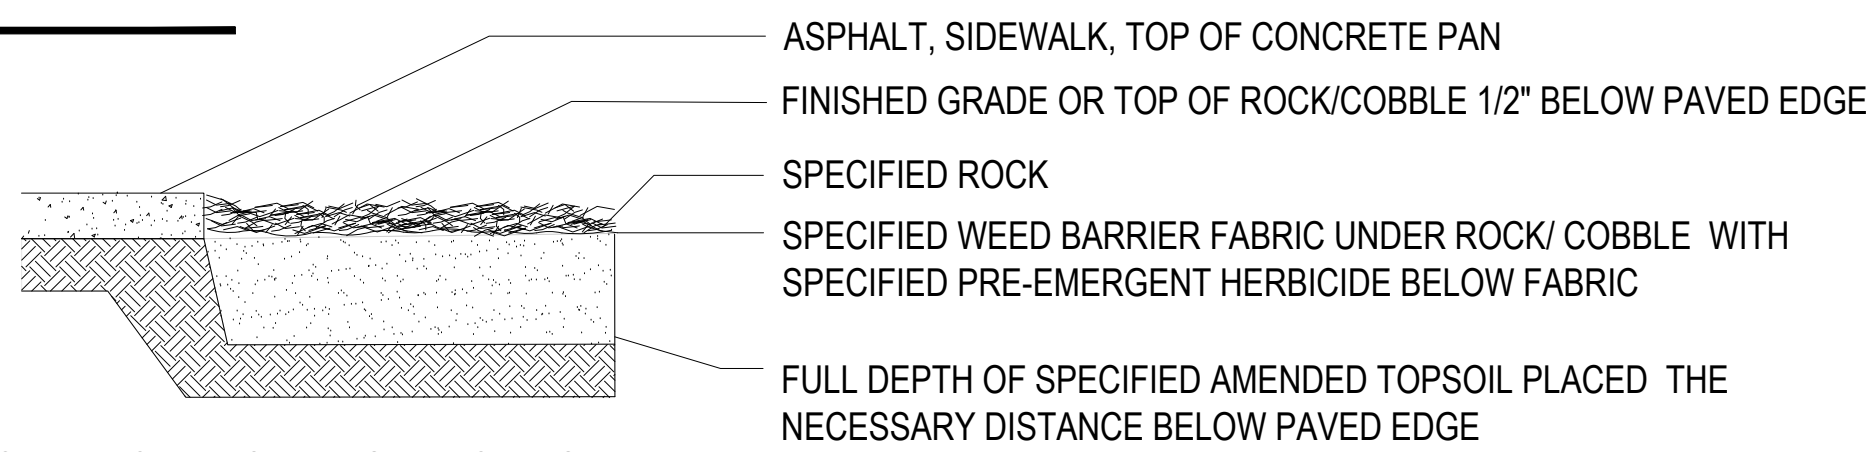 ASPHALT, SIDEWALK, TOP OF CONCRETE PAN
FINISHED GRADE OR TOP OF ROCK/COBBLE 1/2" BELOW PAVED EDGE
SPECIFIED ROCK
SPECIFIED WEED BARRIER FABRIC UNDER ROCK/ COBBLE WITH
SPECIFIED PRE-EMERGENT HERBICIDE BELOW FABRIC
FULL DEPTH OF SPECIFIED AMENDED TOPSOIL PLACED THE
NECESSARY DISTANCE BELOW PAVED EDGE